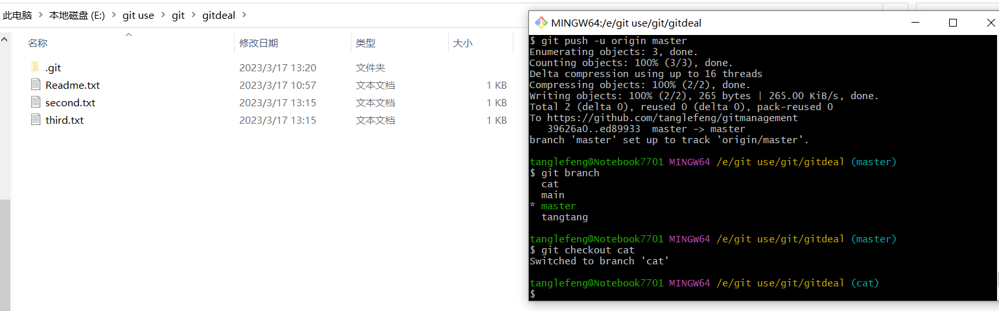 此电脑 > 本地磁盘 (E:) > git use > git > gitdeal >
名称 修改日期 类型 大小
.git 2023/3/17 13:20 文件夹
Readme.txt 2023/3/17 10:57 文本文档 1 KB
second.txt 2023/3/17 13:15 文本文档 1 KB
third.txt 2023/3/17 13:15 文本文档 1 KB
MINGW64:/e/git use/git/gitdeal
$ git push -u origin master
Enumerating objects: 3, done.
Counting objects: 100% (3/3), done.
Delta compression using up to 16 threads
Compressing objects: 100% (2/2), done.
Writing objects: 100% (2/2), 265 bytes | 265.00 KiB/s, done.
Total 2 (delta 0), reused 0 (delta 0), pack-reused 0
To https://github.com/tanglefeng/gitmanagement
   39626a0..ed89933  master -> master
branch 'master' set up to track 'origin/master'.
tanglefeng@Notebook7701 MINGW64 /e/git use/git/gitdeal (master)
$ git branch
  cat
  main
* master
  tangtang
tanglefeng@Notebook7701 MINGW64 /e/git use/git/gitdeal (master)
$ git checkout cat
Switched to branch 'cat'
tanglefeng@Notebook7701 MINGW64 /e/git use/git/gitdeal (cat)
$